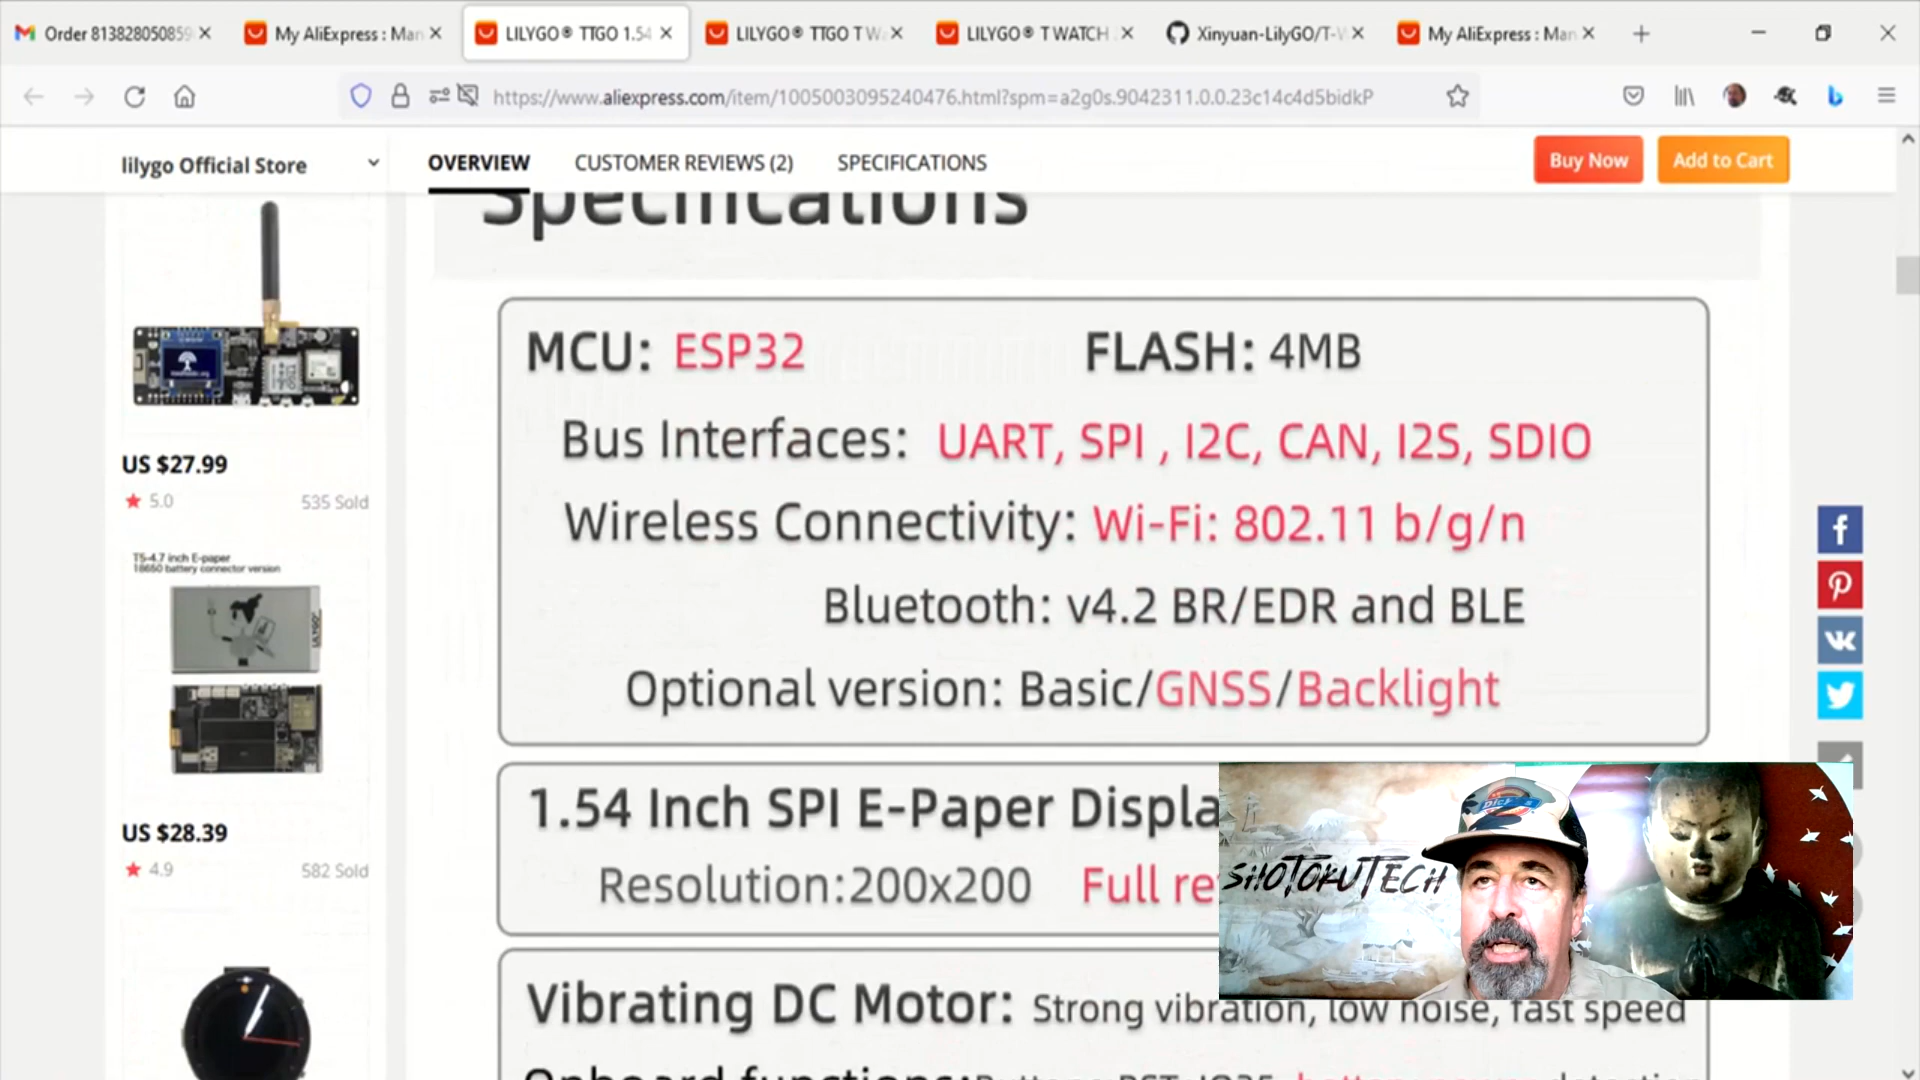 Order 81382805085
My AliExpress : Man
LILYGO® TTGO 1.54
LILYGO® TTGO T W
LILYGO® T WATCH
Xinyuan-LilyGO/T-W
My AliExpress : Man
https://www.aliexpress.com/item/1005003095240476.html?spm=a2g0s.9042311.0.0.23c14c4d5bidkP
lilygo Official Store
OVERVIEW
CUSTOMER REVIEWS (2)
SPECIFICATIONS
Buy Now
Add to Cart
Specifications
MCU: ESP32
FLASH: 4MB
Bus Interfaces: UART, SPI , I2C, CAN, I2S, SDIO
Wireless Connectivity: Wi-Fi: 802.11 b/g/n
Bluetooth: v4.2 BR/EDR and BLE
Optional version: Basic/GNSS/Backlight
1.54 Inch SPI E-Paper Displa
Resolution:200x200 Full re
Vibrating DC Motor: Strong vibration, low noise, fast speed
Onboard functions:
US $27.99
5.0
535 Sold
T5-4.7 inch E-paper
18650 battery connector version
US $28.39
4.9
582 Sold
SHOTOKUTECH